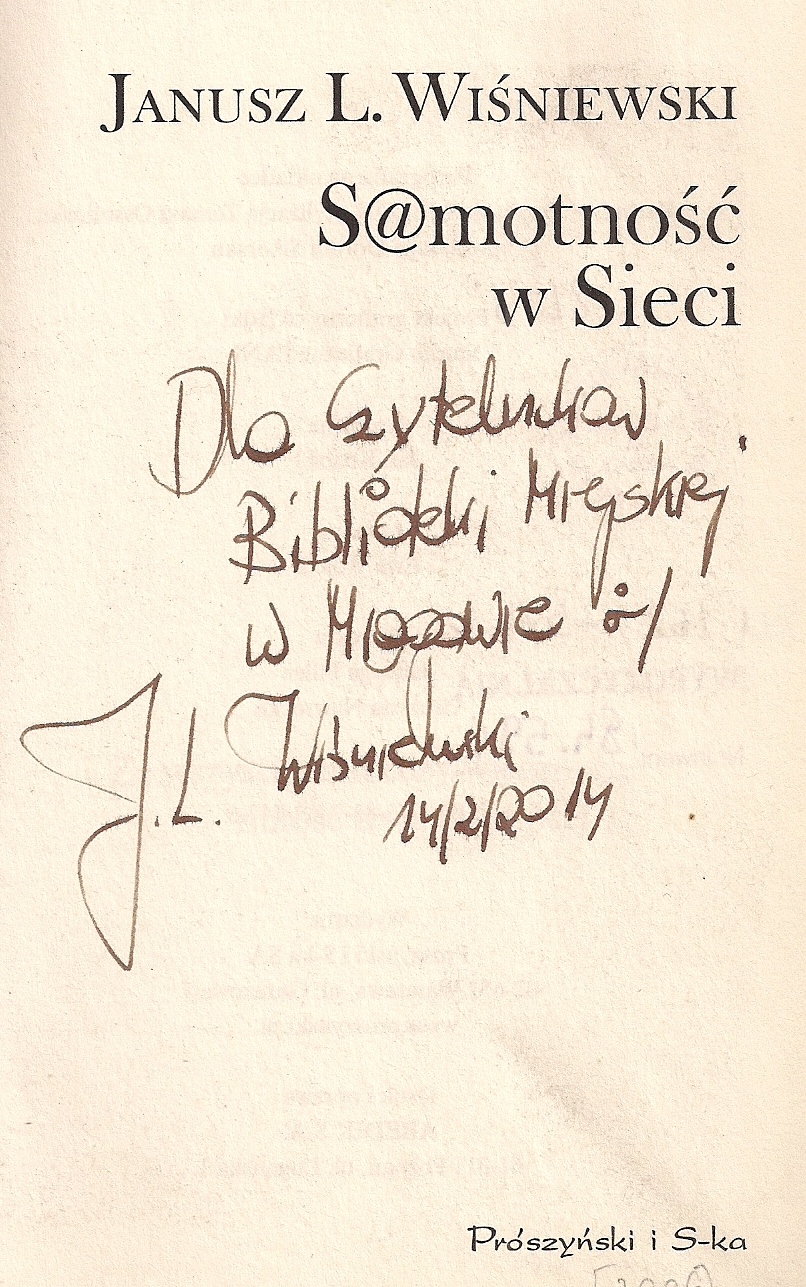 JANUSZ L. WIŚNIEWSKI
S@motność
w Sieci
Dla Czytelników
Biblioteki Miejskiej
w
J. L. Wiśniewski
14/2/2014
Prószyński i S-ka